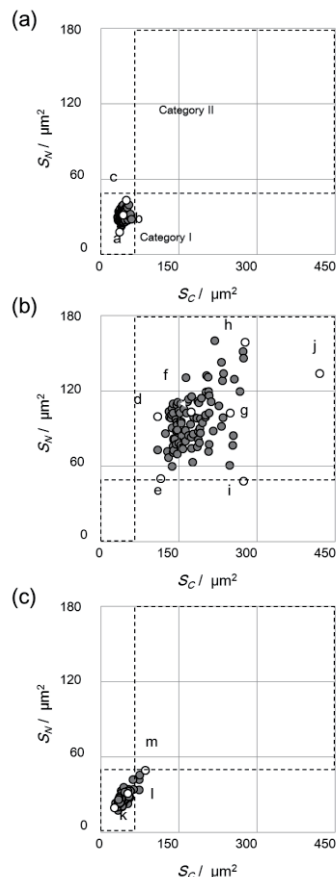 (a)
180
120
60
0
S_N / μm²
Category II
c
b
a
Category I
0
150
300
450
S_C / μm²
(b)
180
120
60
0
S_N / μm²
h
j
f
d
g
e
i
0
150
300
450
S_C / μm²
(c)
180
120
60
0
S_N / μm²
m
l
k
0
150
300
450
S_C / μm²